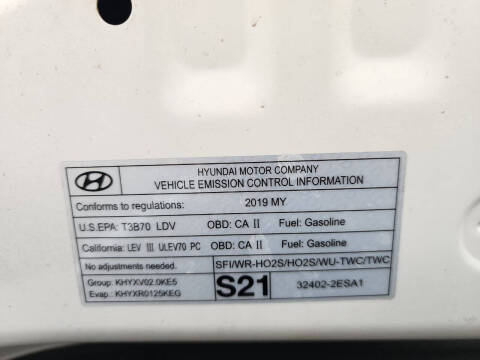 HYUNDAI MOTOR COMPANY
VEHICLE EMISSION CONTROL INFORMATION
Conforms to regulations: 2019 MY
U.S.EPA: T3B70 LDV OBD: CA II Fuel: Gasoline
California: LEV III ULEV70 PC OBD: CA II Fuel: Gasoline
No adjustments needed. SFI/WR-HO2S/HO2S/WU-TWC/TWC
Group: KHYXV02.0KE5
Evap.: KHYXR0125KEG
S21 32402-2ESA1